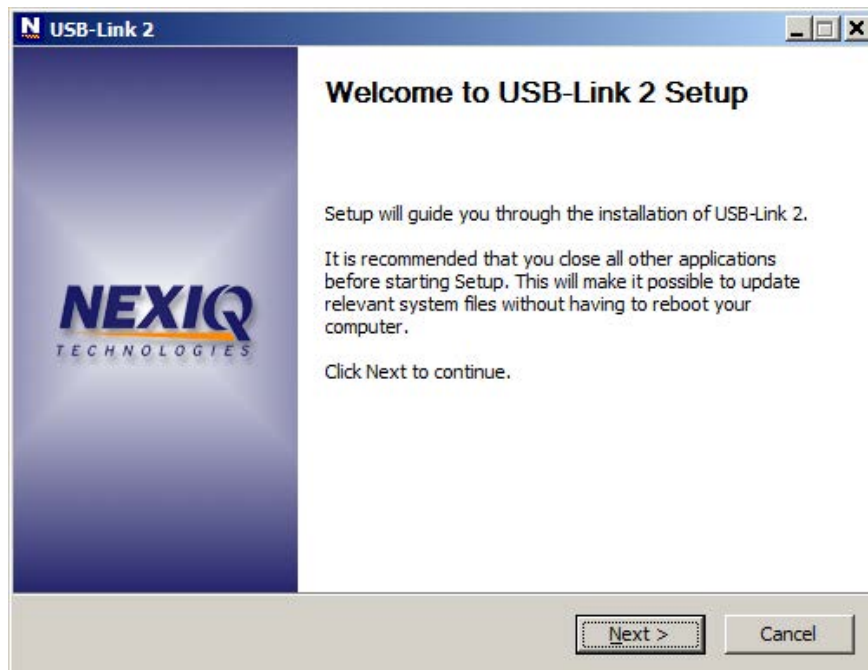 USB-Link 2
Welcome to USB-Link 2 Setup
Setup will guide you through the installation of USB-Link 2.
It is recommended that you close all other applications
before starting Setup. This will make it possible to update
relevant system files without having to reboot your
computer.
Click Next to continue.
NEXIQ
TECHNOLOGIES
Next >
Cancel